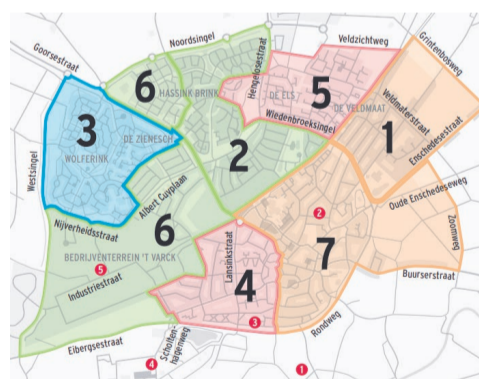 Noordsingel
Veldzichtweg
Goorsestraat
Grintenbosweg
6
HASSINK BRINK
Hengelosestraat
DE ELS
5
DE VELDMAAT
Veldmaterstraat
1
Enschedesestraat
3
WOLFERINK
DE ZIENESCH
Wiedenbroeksingel
2
Westsingel
Albert Cuyplaan
6
Oude Enschedeseweg
2
Nijverheidsstraat
7
Zoomweg
BEDRIJVENTERREIN 'T VARCK
5
Lansinkstraat
4
Buurserstraat
Industriestraat
3
Rondweg
Eibergsestraat
Scholten-
hagenweg
4
1